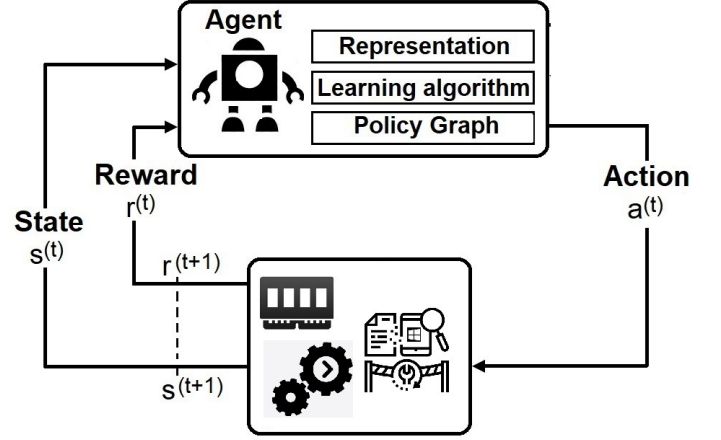 Agent
Representation
Learning algorithm
Policy Graph
Reward
r(t)
Action
a(t)
State
s(t)
r(t+1)
s(t+1)